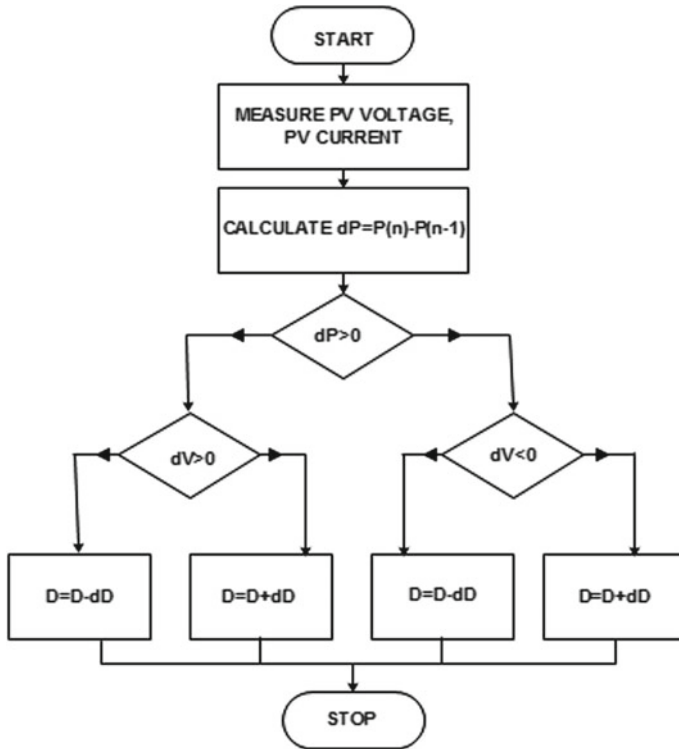 START
MEASURE PV VOLTAGE,
PV CURRENT
CALCULATE dP=P(n)-P(n-1)
dP>0
dV>0
dV<0
D=D-dD
D=D+dD
D=D-dD
D=D+dD
STOP